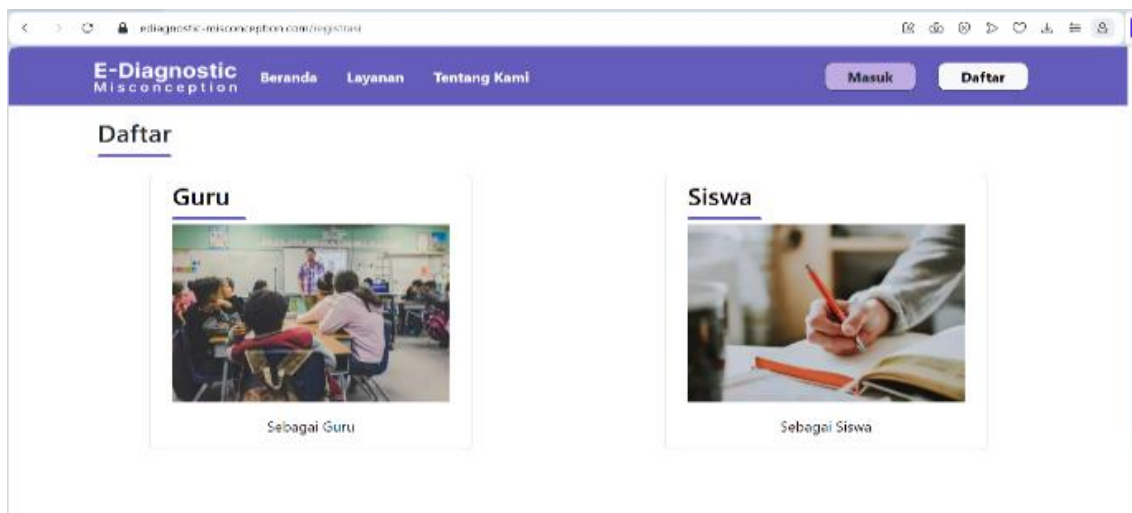 ediagnostic-misconception.com/registrasi
E-Diagnostic
Misconception
Beranda Layanan Tentang Kami Masuk Daftar
Daftar
Guru
Siswa
Sebagai Guru
Sebagai Siswa